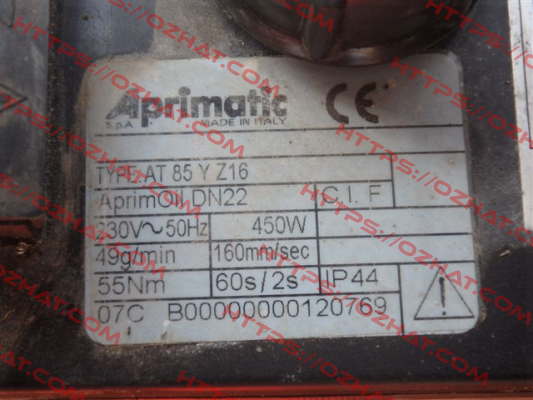 Aprimatic CE
S.p.A. MADE IN ITALY
TYPE: AT 85 Y Z16
AprimOil DN22 C. I. F
230V~50Hz 450W
49g/min 160mm/sec
55Nm 60s/2s IP44
07C B00000000120769
HTTPS://OZHAT.COM